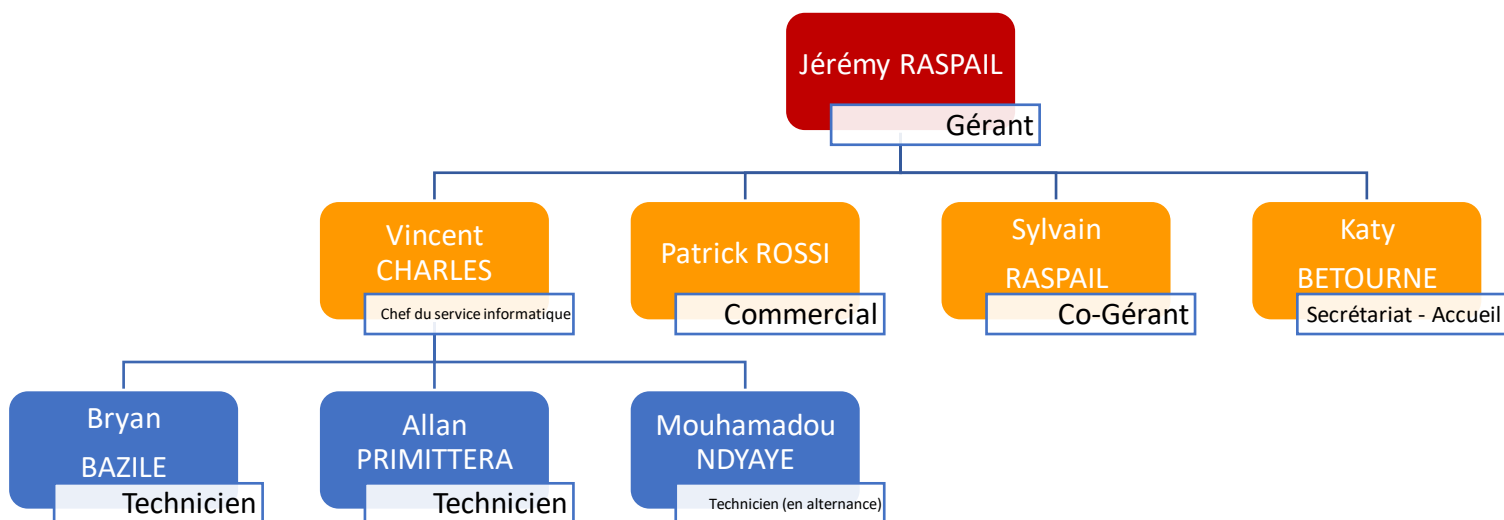 Jérémy RASPAIL
Gérant
Vincent
CHARLES
Chef du service informatique
Patrick ROSSI
Commercial
Sylvain
RASPAIL
Co-Gérant
Katy
BETOURNE
Secrétariat - Accueil
Bryan
BAZILE
Technicien
Allan
PRIMITTERA
Technicien
Mouhamadou
NDYAYE
Technicien (en alternance)